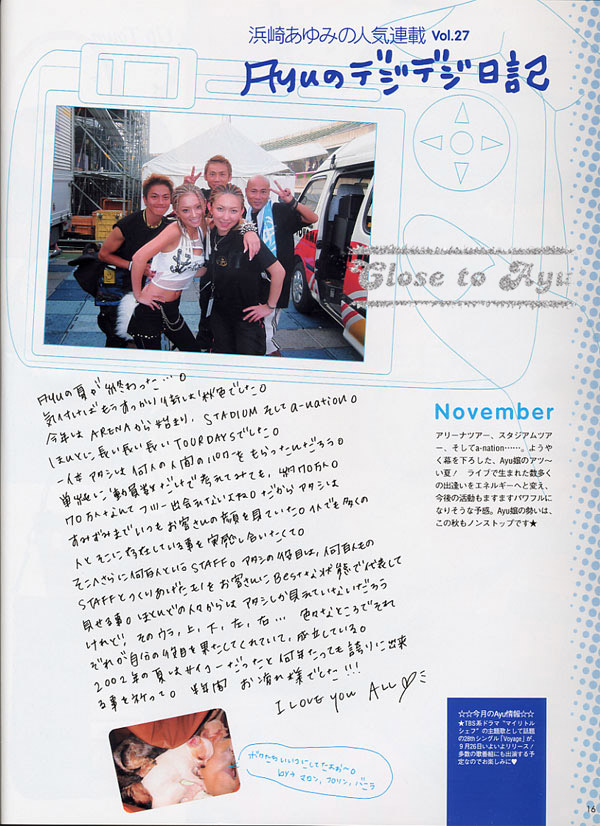 浜崎あゆみの人気連載 Vol.27
Ayuのデジデジ日記
Close to Ayu
Ayuの夏が終わった…。
気付けばもうすっかり街は秋色でした。
今年は ARENAから始まり、STADIUM そして a-nation。
ほんとに長い長い長い TOURDAYSでした。
一体アタシは何人の人間のパワーをもらったんだろう。
単純に動員数だけで考れてみても、約70万人。
70万人なんてフツー出会れないよね。だからアタシは
あいずみまでいつもお客さんの顔を見ていた。1人でも多くの
人とそこに存在している事を実感し合いたくて。
そしてさらに何百人というSTAFF。アタシの役目は、何百人もの
STAFFとつくりあげたモノをお客さんにBestな状態で代表して
見せる事。ほとんどの人々からはアタシしか見れていないだろう
けれど、そのウラ、上、下、左、右… 色々なところでそれ
ぞれが自分の役目を果たしてくれていて、成立している。
2002年の夏はサイコーだったと何年たっても誇りに出来
る事を祈って。半年間 お疲れ様でした!!!
I LOVE you ALL
ボクたちいいコにしてたお〜。
by マロン、プリン、バニラ
November
アリーナツアー、スタジアムツア
ー、そしてa-nation……。ようや
く幕を下ろした、Ayu嬢のアツ〜
い夏! ライブで生まれた数多く
の出逢いをエネルギーへと変え、
今後の活動もますますパワフルに
なりそうな予感。Ayu嬢の勢いは、
この秋もノンストップです★
☆☆今月のAyu情報☆☆
★TBS系ドラマ“マイリトル
シェフ”の主題歌として話題
の28thシングル「Voyage」が、
9月26日いよいよリリース!
多数の歌番組にも出演する予
定なのでお楽しみに♥
16